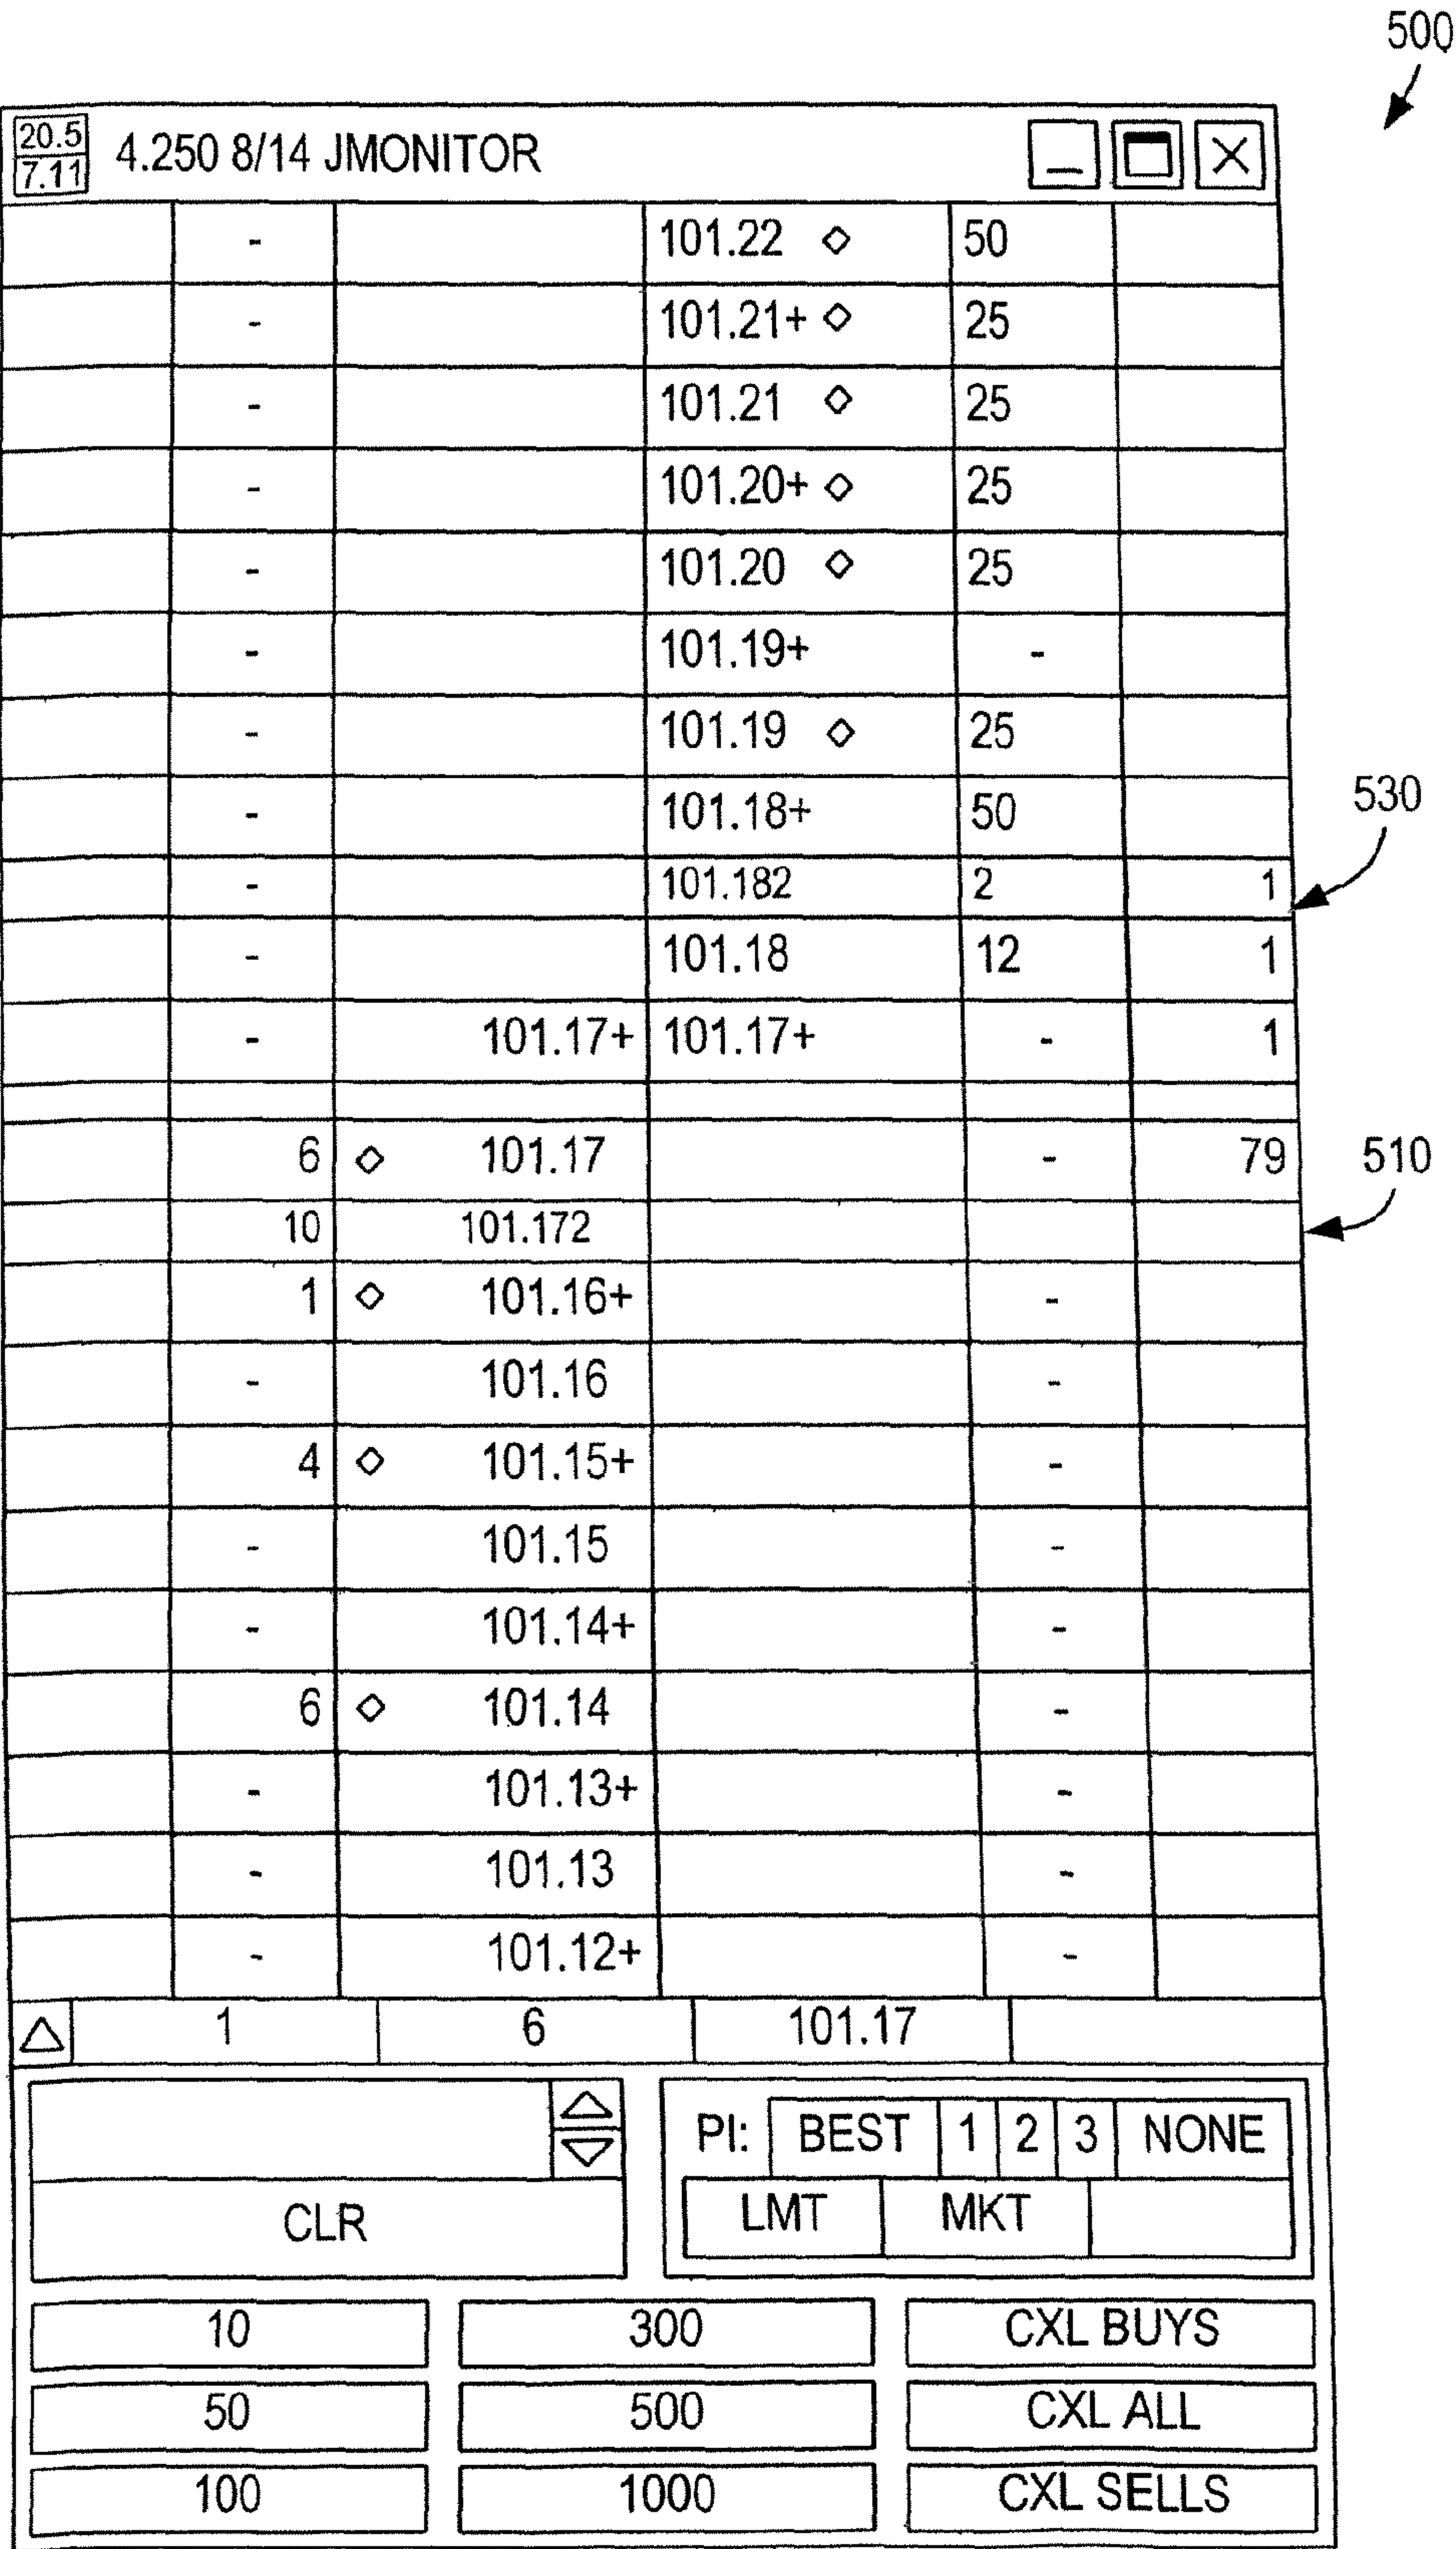 500
20.5
7.11 4.250 8/14 JMONITOR
- 101.22 ◇ 50
- 101.21+ ◇ 25
- 101.21 ◇ 25
- 101.20+ ◇ 25
- 101.20 ◇ 25
- 101.19+ -
- 101.19 ◇ 25
- 101.18+ 50
530
- 101.182 2 1
- 101.18 12 1
- 101.17+ 101.17+ - 1
6 ◇ 101.17 - 79
510
10 101.172
1 ◇ 101.16+ -
- 101.16 -
4 ◇ 101.15+ -
- 101.15 -
- 101.14+ -
6 ◇ 101.14 -
- 101.13+ -
- 101.13 -
- 101.12+ -
1 6 101.17
PI: BEST 1 2 3 NONE
CLR LMT MKT
10 300 CXL BUYS
50 500 CXL ALL
100 1000 CXL SELLS